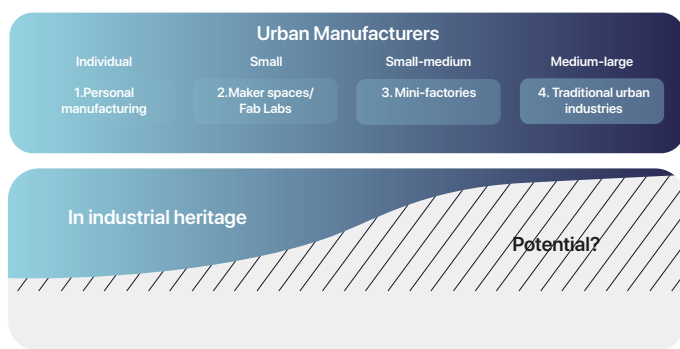 Urban Manufacturers
Individual
Small
Small-medium
Medium-large
1.Personal
manufacturing
2.Maker spaces/
Fab Labs
3. Mini-factories
4. Traditional urban
industries
In industrial heritage
Potential?